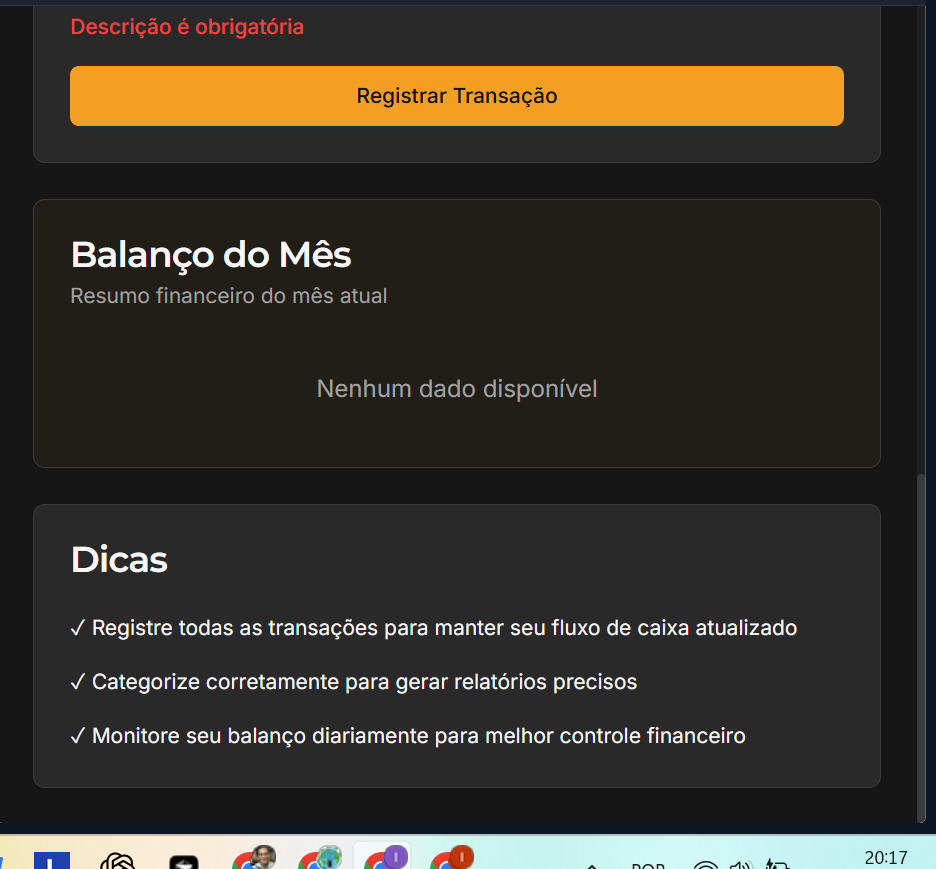 Descrição é obrigatória
Registrar Transação
Balanço do Mês
Resumo financeiro do mês atual
Nenhum dado disponível
Dicas
✓ Registre todas as transações para manter seu fluxo de caixa atualizado
✓ Categorize corretamente para gerar relatórios precisos
✓ Monitore seu balanço diariamente para melhor controle financeiro
L
I
I
POR
20:17